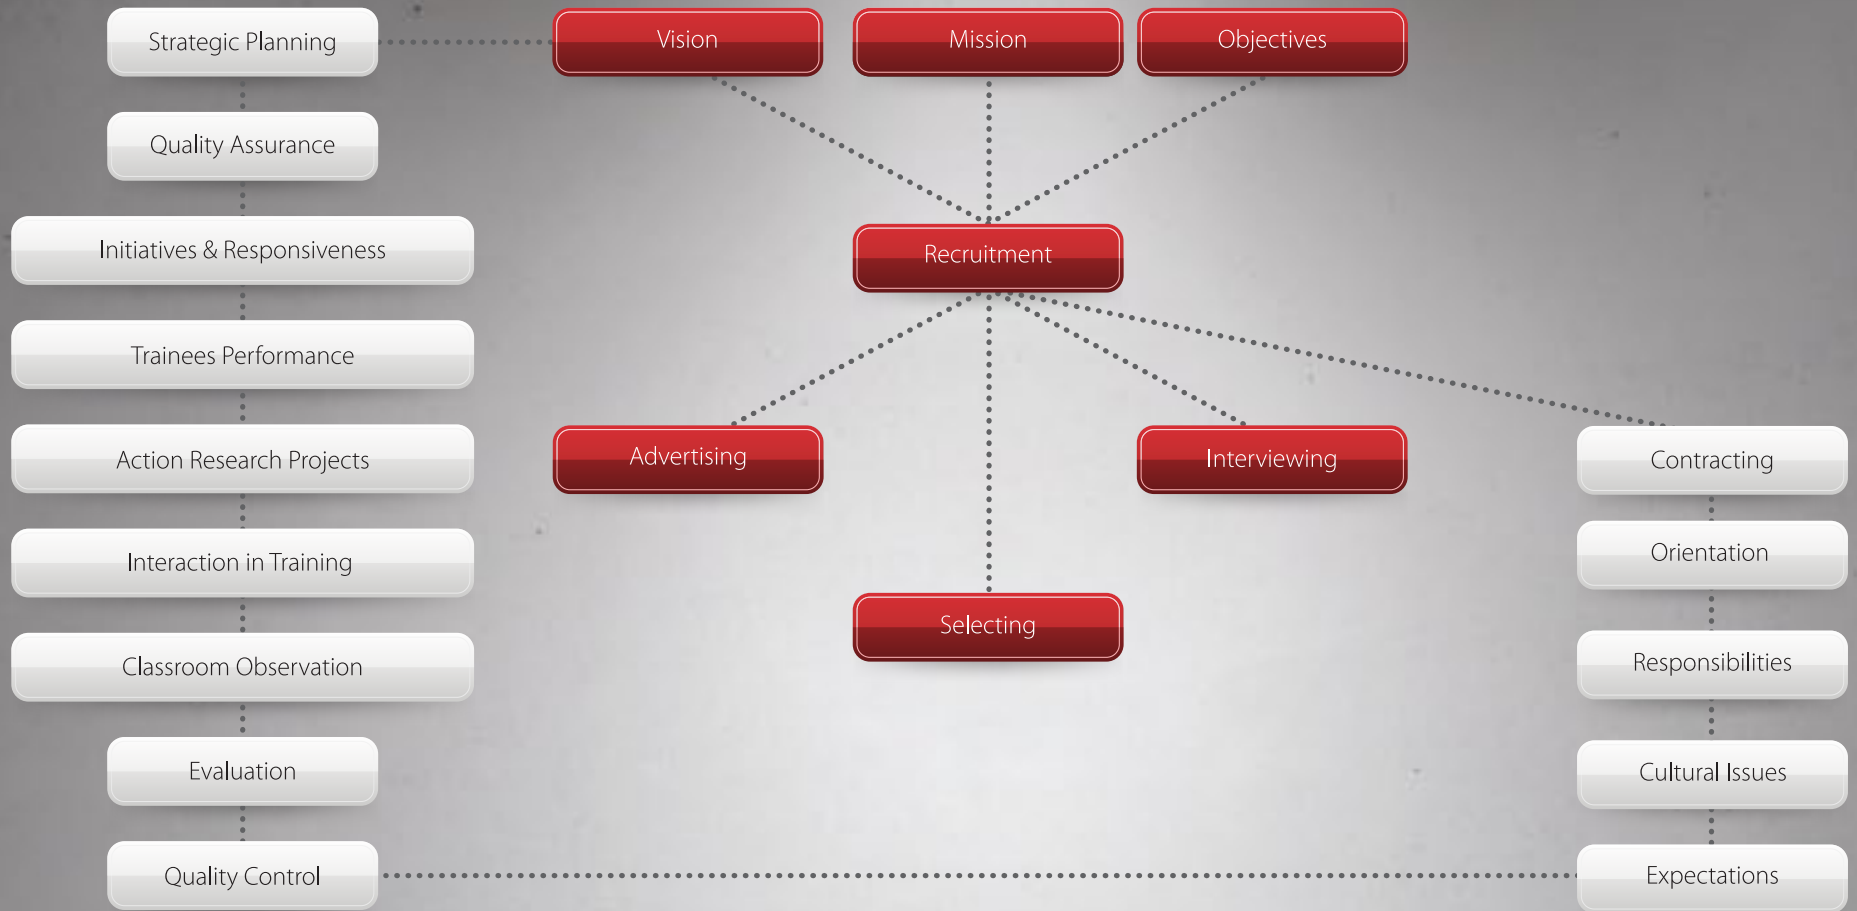 Strategic Planning
Vision
Mission
Objectives
Quality Assurance
Initiatives & Responsiveness
Recruitment
Trainees Performance
Action Research Projects
Advertising
Interviewing
Contracting
Interaction in Training
Orientation
Selecting
Classroom Observation
Responsibilities
Evaluation
Cultural Issues
Quality Control
Expectations